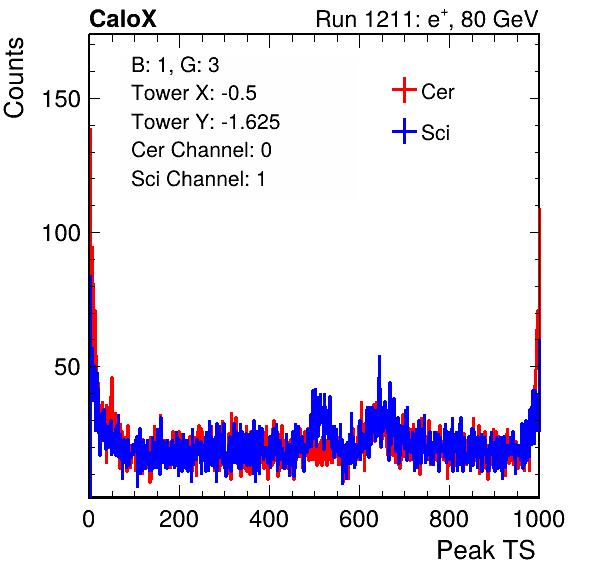 CaloX
Run 1211: e+, 80 GeV
Counts
B: 1, G: 3
Tower X: -0.5
Tower Y: -1.625
Cer Channel: 0
Sci Channel: 1
Cer
Sci
150
100
50
0 200 400 600 800 1000
Peak TS